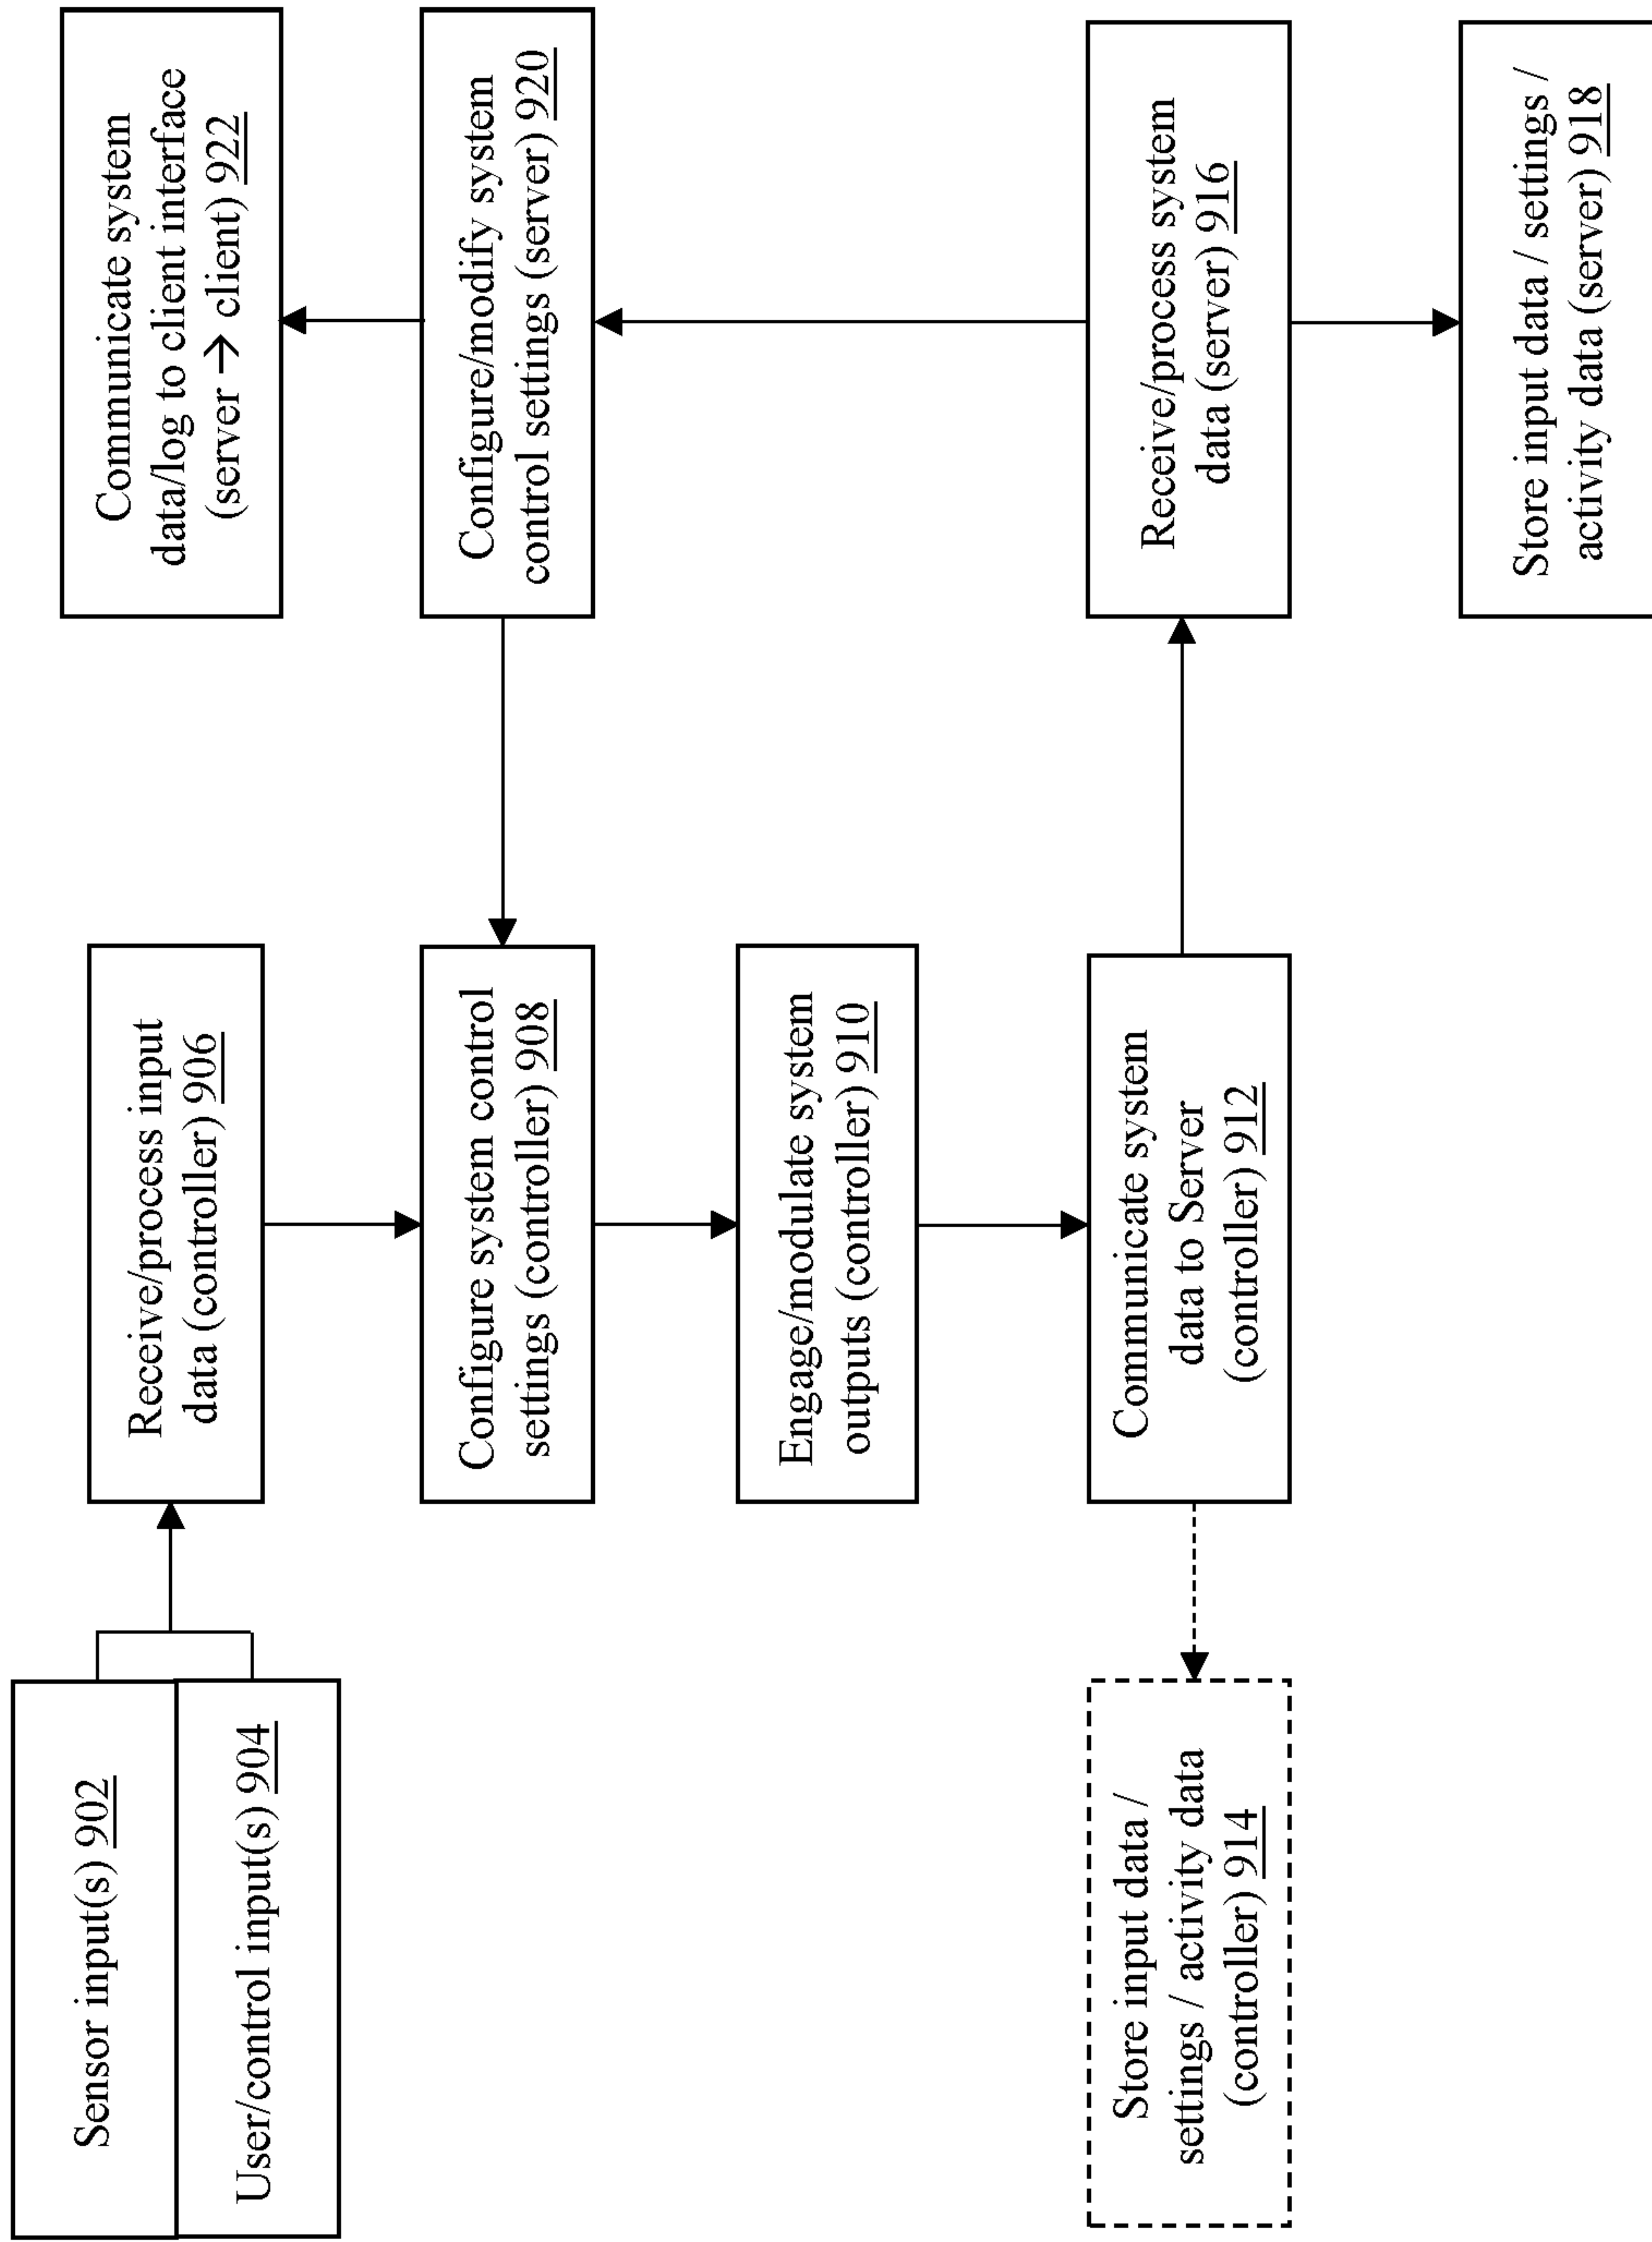 Sensor input(s) 902
User/control input(s) 904
Receive/process input
data (controller) 906
Configure system control
settings (controller) 908
Engage/modulate system
outputs (controller) 910
Communicate system
data to Server
(controller) 912
Store input data /
settings / activity data
(controller) 914
Receive/process system
data (server) 916
Store input data / settings /
activity data (server) 918
Configure/modify system
control settings (server) 920
Communicate system
data/log to client interface
(server → client) 922